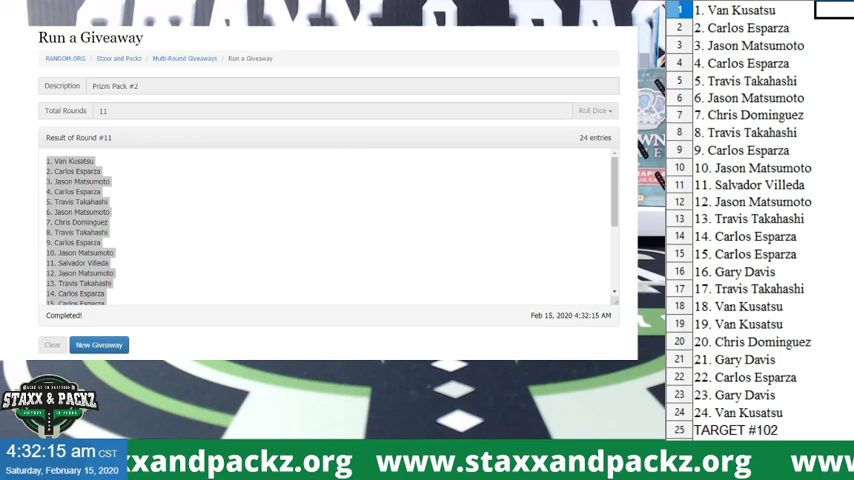 Run a Giveaway
RANDOM.ORG Staxx and Packz Multi-Round Giveaways Run a Giveaway
Description Prizm Pack #2
Total Rounds 11 Roll Dice
Result of Round #11 24 entries
1. Van Kusatsu
2. Carlos Esparza
3. Jason Matsumoto
4. Carlos Esparza
5. Travis Takahashi
6. Jason Matsumoto
7. Chris Dominguez
8. Travis Takahashi
9. Carlos Esparza
10. Jason Matsumoto
11. Salvador Villeda
12. Jason Matsumoto
13. Travis Takahashi
14. Carlos Esparza
15. Carlos Esparza
Completed! Feb 15, 2020 4:32:15 AM
Clear New Giveaway
1 1. Van Kusatsu
2 2. Carlos Esparza
3 3. Jason Matsumoto
4 4. Carlos Esparza
5 5. Travis Takahashi
6 6. Jason Matsumoto
7 7. Chris Dominguez
8 8. Travis Takahashi
9 9. Carlos Esparza
10 10. Jason Matsumoto
11 11. Salvador Villeda
12 12. Jason Matsumoto
13 13. Travis Takahashi
14 14. Carlos Esparza
15 15. Carlos Esparza
16 16. Gary Davis
17 17. Travis Takahashi
18 18. Van Kusatsu
19 19. Van Kusatsu
20 20. Chris Dominguez
21 21. Gary Davis
22 22. Carlos Esparza
23 23. Gary Davis
24 24. Van Kusatsu
25 TARGET #102
STAXX & PACKZ
4:32:15 am CST
Saturday, February 15, 2020
xxandpackz.org www.staxxandpackz.org www